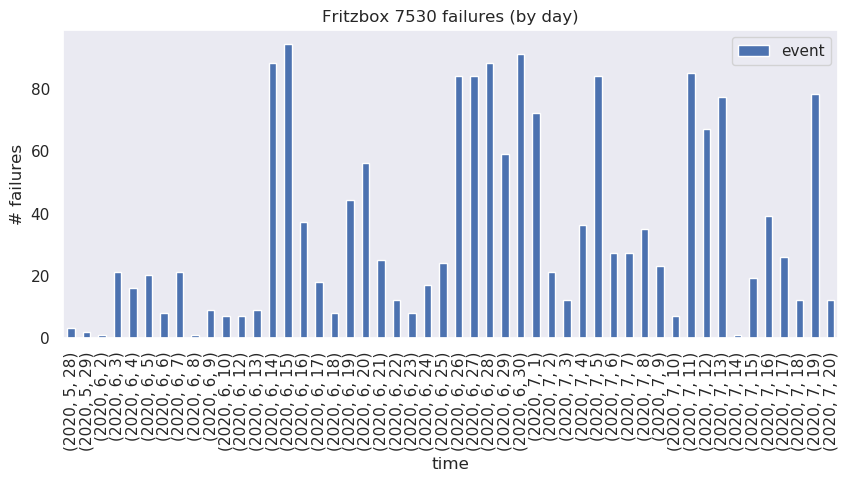 Fritzbox 7530 failures (by day)
event
# failures
80
60
40
20
0
(2020, 5, 28)
(2020, 5, 29)
(2020, 6, 2)
(2020, 6, 3)
(2020, 6, 4)
(2020, 6, 5)
(2020, 6, 6)
(2020, 6, 7)
(2020, 6, 8)
(2020, 6, 9)
(2020, 6, 10)
(2020, 6, 12)
(2020, 6, 13)
(2020, 6, 14)
(2020, 6, 15)
(2020, 6, 16)
(2020, 6, 17)
(2020, 6, 18)
(2020, 6, 19)
(2020, 6, 20)
(2020, 6, 21)
(2020, 6, 22)
(2020, 6, 23)
(2020, 6, 24)
(2020, 6, 25)
(2020, 6, 26)
(2020, 6, 27)
(2020, 6, 28)
(2020, 6, 29)
(2020, 6, 30)
(2020, 7, 1)
(2020, 7, 2)
(2020, 7, 3)
(2020, 7, 4)
(2020, 7, 5)
(2020, 7, 6)
(2020, 7, 7)
(2020, 7, 8)
(2020, 7, 9)
(2020, 7, 10)
(2020, 7, 11)
(2020, 7, 12)
(2020, 7, 13)
(2020, 7, 14)
(2020, 7, 15)
(2020, 7, 16)
(2020, 7, 17)
(2020, 7, 18)
(2020, 7, 19)
(2020, 7, 20)
time